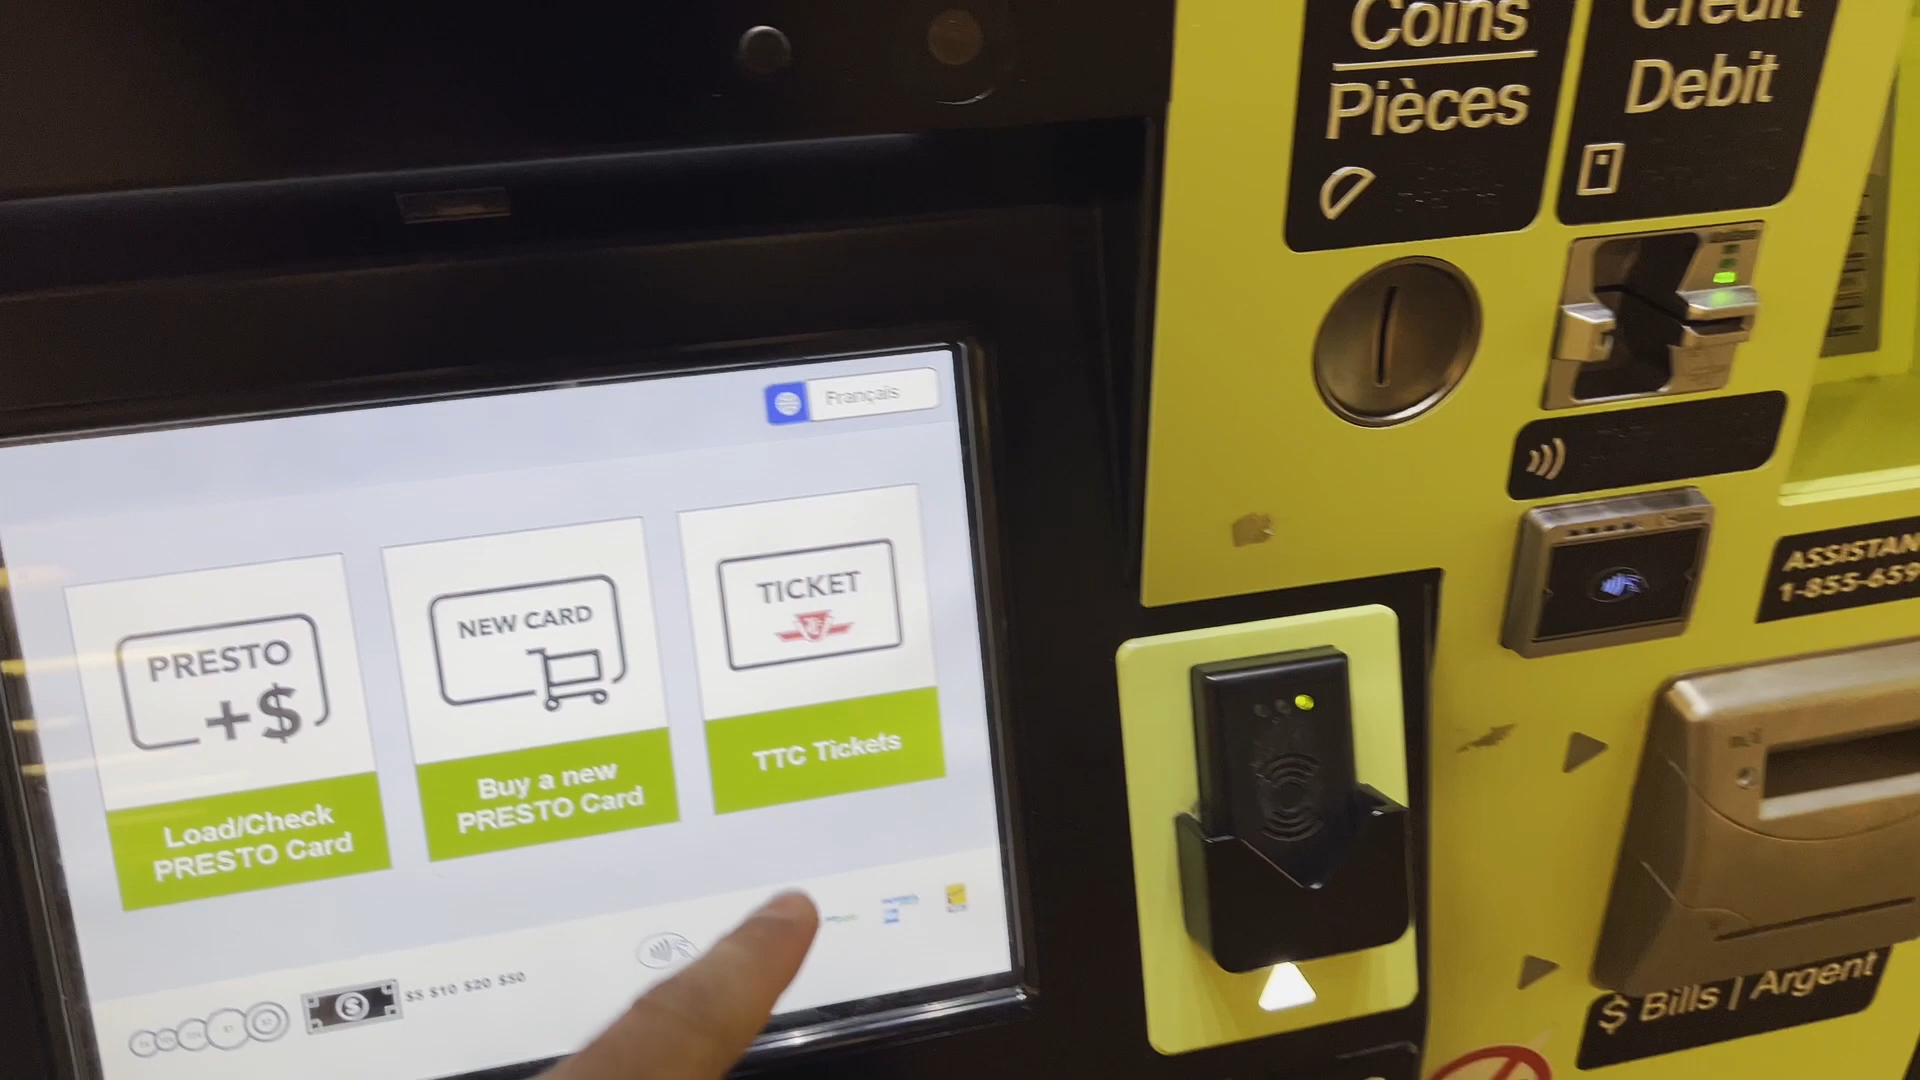 Coins
Pièces
Credit
Debit
Français
PRESTO
+$
Load/Check
PRESTO Card
NEW CARD
Buy a new
PRESTO Card
TICKET
TTC Tickets
$5 $10 $20 $50
ASSISTAN
1-855-659
$ Bills | Argent